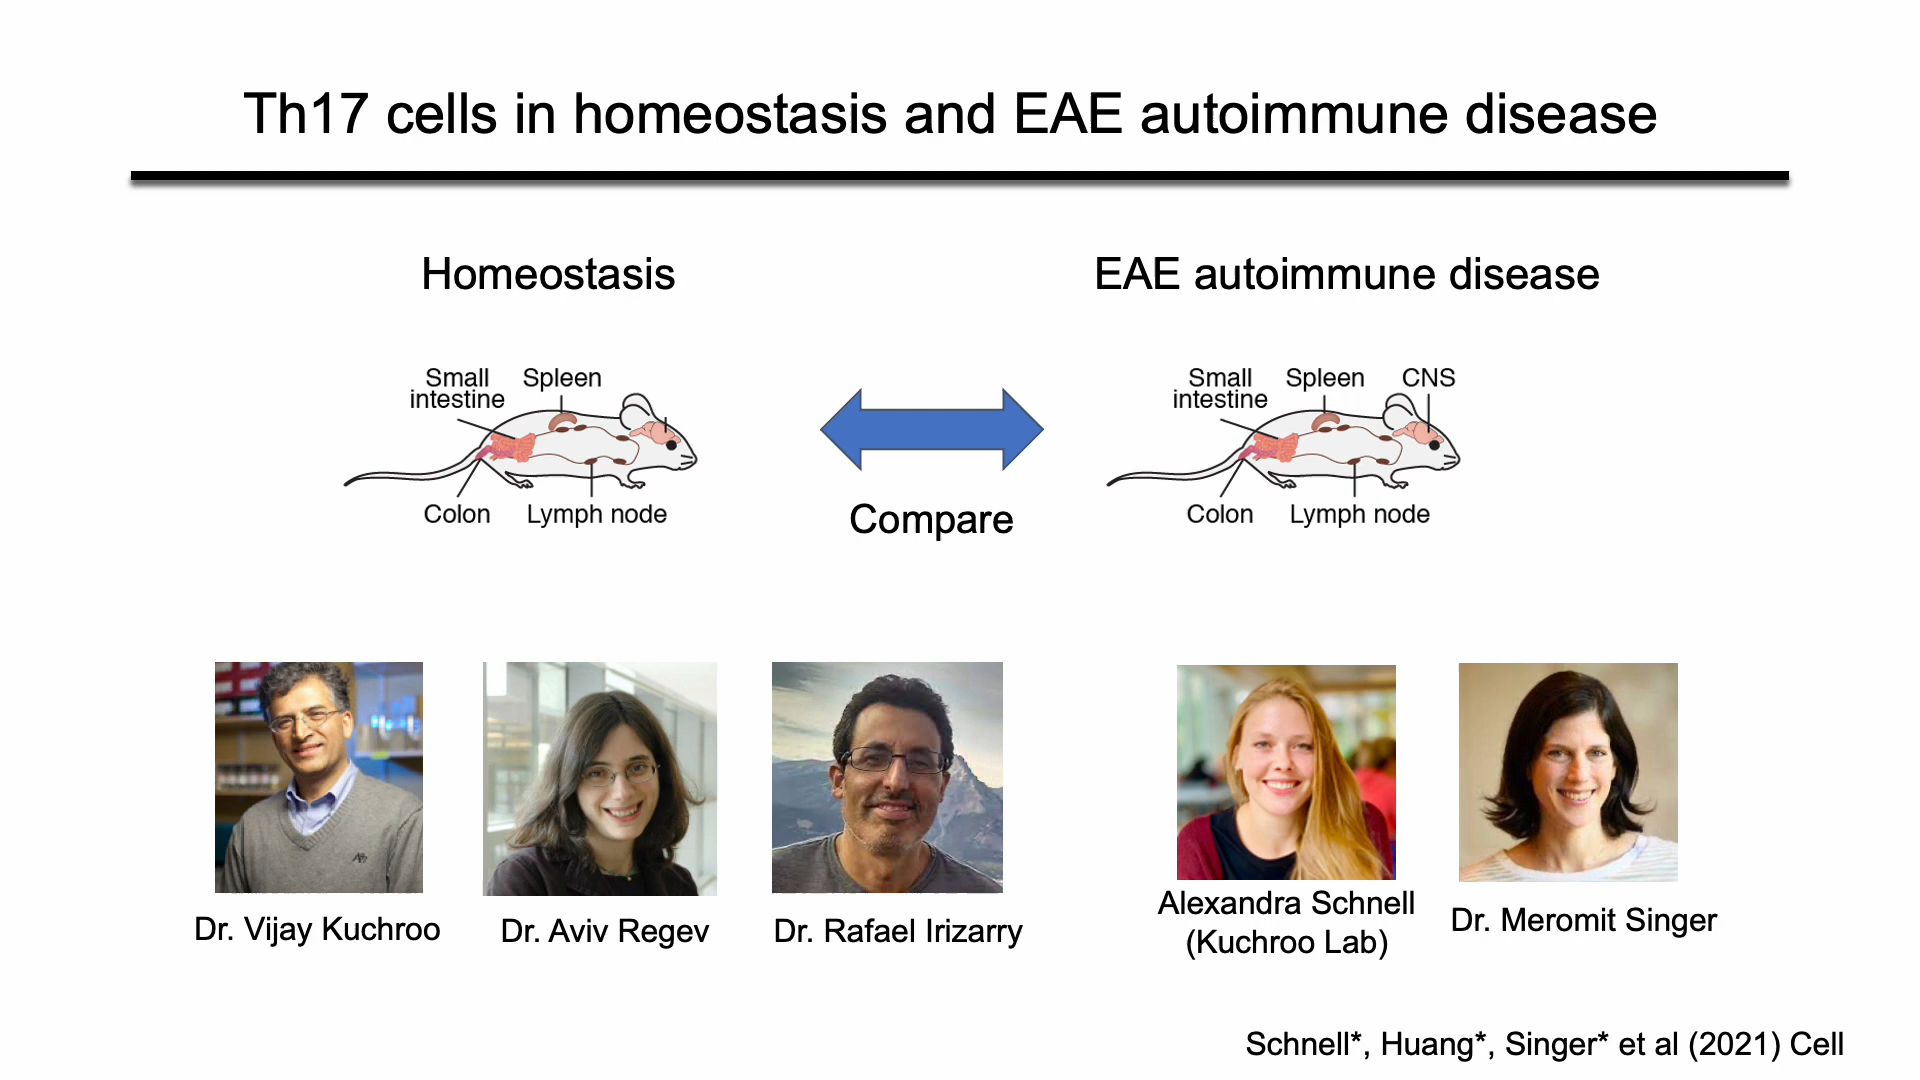 Th17 cells in homeostasis and EAE autoimmune disease
Homeostasis
EAE autoimmune disease
Small
intestine
Spleen
Colon
Lymph node
Compare
Small
intestine
Spleen
CNS
Colon
Lymph node
Dr. Vijay Kuchroo
Dr. Aviv Regev
Dr. Rafael Irizarry
Alexandra Schnell
(Kuchroo Lab)
Dr. Meromit Singer
Schnell*, Huang*, Singer* et al (2021) Cell